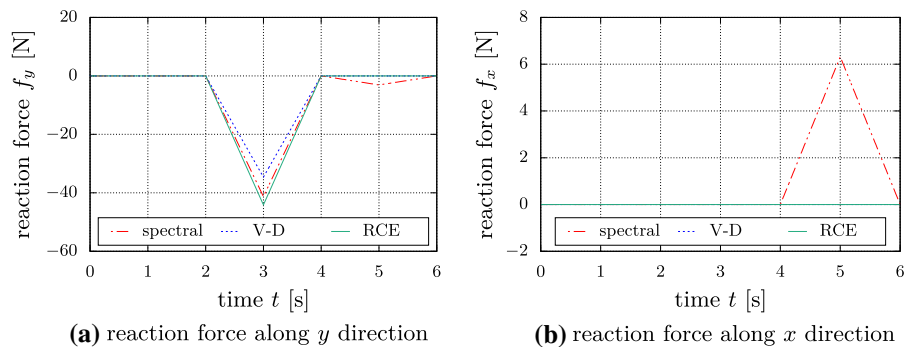 20
0
−20
−40
−60
reaction force f_y [N]
spectral V-D RCE
0 1 2 3 4 5 6
time t [s]
(a) reaction force along y direction
8
6
4
2
0
−2
reaction force f_x [N]
spectral V-D RCE
0 1 2 3 4 5 6
time t [s]
(b) reaction force along x direction